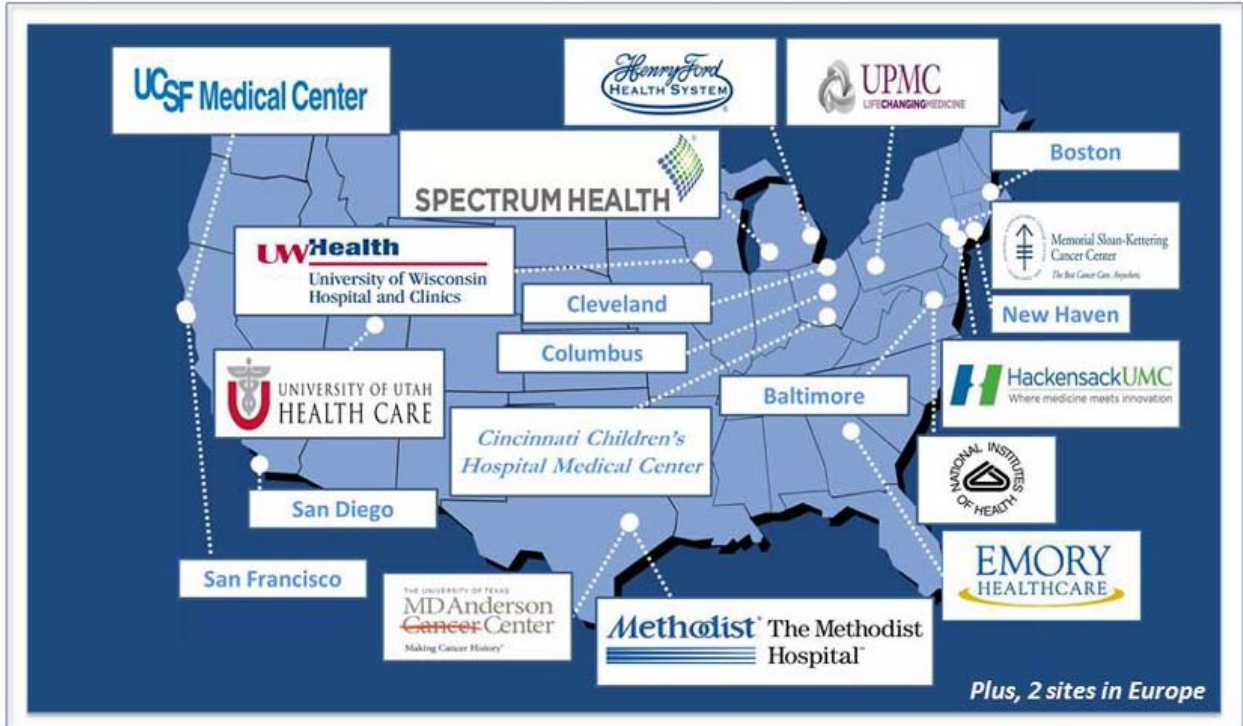 UCSF Medical Center
Henry Ford
HEALTH SYSTEM
UPMC
LIFE CHANGING MEDICINE
Boston
SPECTRUM HEALTH
Memorial Sloan-Kettering
Cancer Center
The Best Cancer Care. Anywhere.
UWHealth
University of Wisconsin
Hospital and Clinics
Cleveland
New Haven
Columbus
UNIVERSITY OF UTAH
HEALTH CARE
Baltimore
HackensackUMC
Where medicine meets innovation
Cincinnati Children's
Hospital Medical Center
NATIONAL INSTITUTES
OF HEALTH
San Diego
San Francisco
THE UNIVERSITY OF TEXAS
MD Anderson
Cancer Center
Making Cancer History®
Methodist® The Methodist
Hospital™
EMORY
HEALTHCARE
Plus, 2 sites in Europe